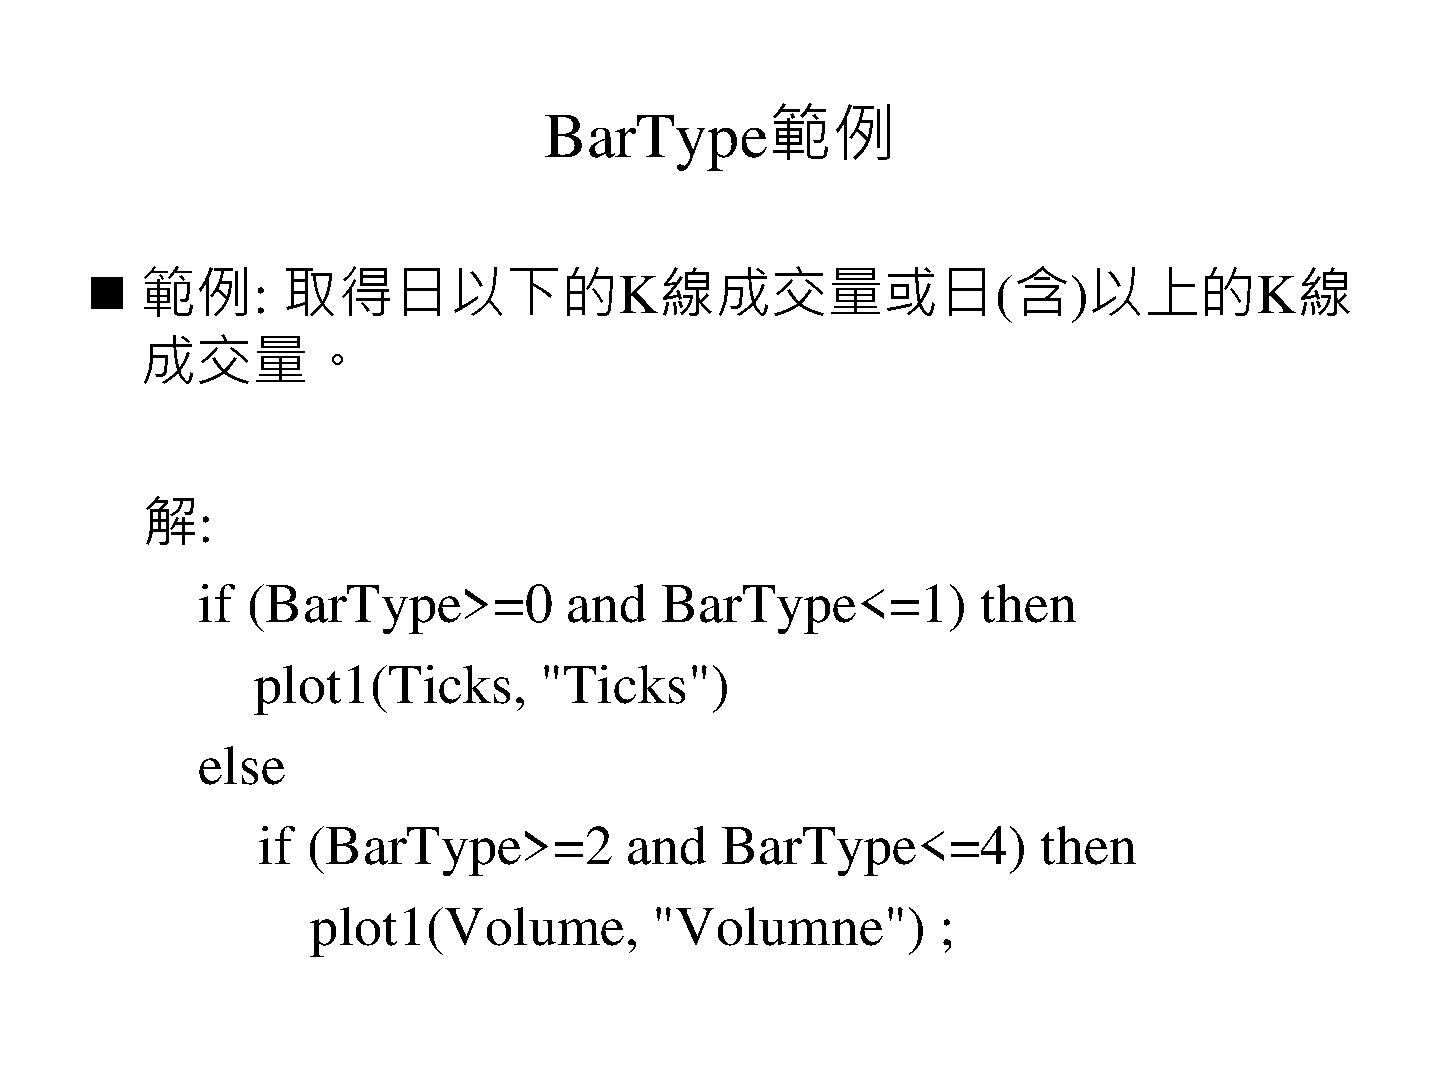 BarType範例
■ 範例: 取得日以下的K線成交量或日(含)以上的K線
成交量。
解:
if (BarType>=0 and BarType<=1) then
plot1(Ticks, "Ticks")
else
if (BarType>=2 and BarType<=4) then
plot1(Volume, "Volumne") ;